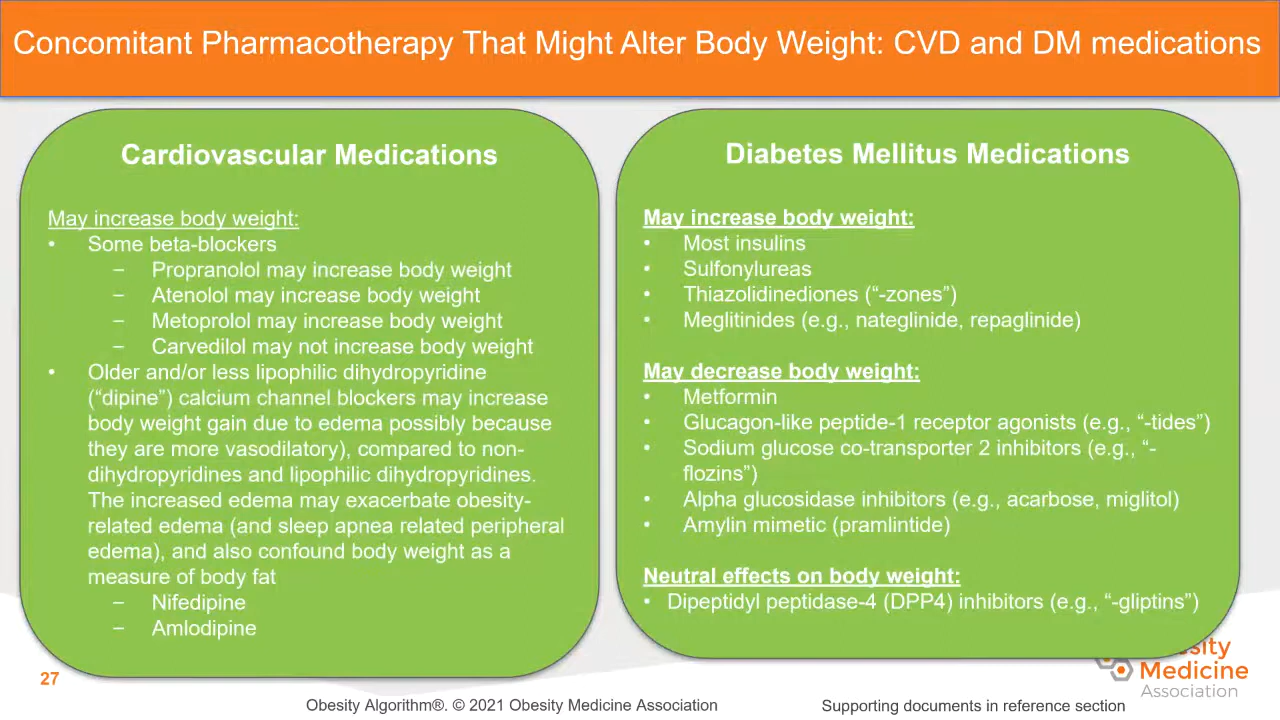 Concomitant Pharmacotherapy That Might Alter Body Weight: CVD and DM medications
Cardiovascular Medications
May increase body weight:
• Some beta-blockers
– Propranolol may increase body weight
– Atenolol may increase body weight
– Metoprolol may increase body weight
– Carvedilol may not increase body weight
• Older and/or less lipophilic dihydropyridine
(“dipine”) calcium channel blockers may increase
body weight gain due to edema possibly because
they are more vasodilatory), compared to non-
dihydropyridines and lipophilic dihydropyridines.
The increased edema may exacerbate obesity-
related edema (and sleep apnea related peripheral
edema), and also confound body weight as a
measure of body fat
– Nifedipine
– Amlodipine
Diabetes Mellitus Medications
May increase body weight:
• Most insulins
• Sulfonylureas
• Thiazolidinediones (“-zones”)
• Meglitinides (e.g., nateglinide, repaglinide)
May decrease body weight:
• Metformin
• Glucagon-like peptide-1 receptor agonists (e.g., “-tides”)
• Sodium glucose co-transporter 2 inhibitors (e.g., “-
flozins”)
• Alpha glucosidase inhibitors (e.g., acarbose, miglitol)
• Amylin mimetic (pramlintide)
Neutral effects on body weight:
• Dipeptidyl peptidase-4 (DPP4) inhibitors (e.g., “-gliptins”)
27
Obesity Algorithm®. © 2021 Obesity Medicine Association
Supporting documents in reference section
Medicine
Association